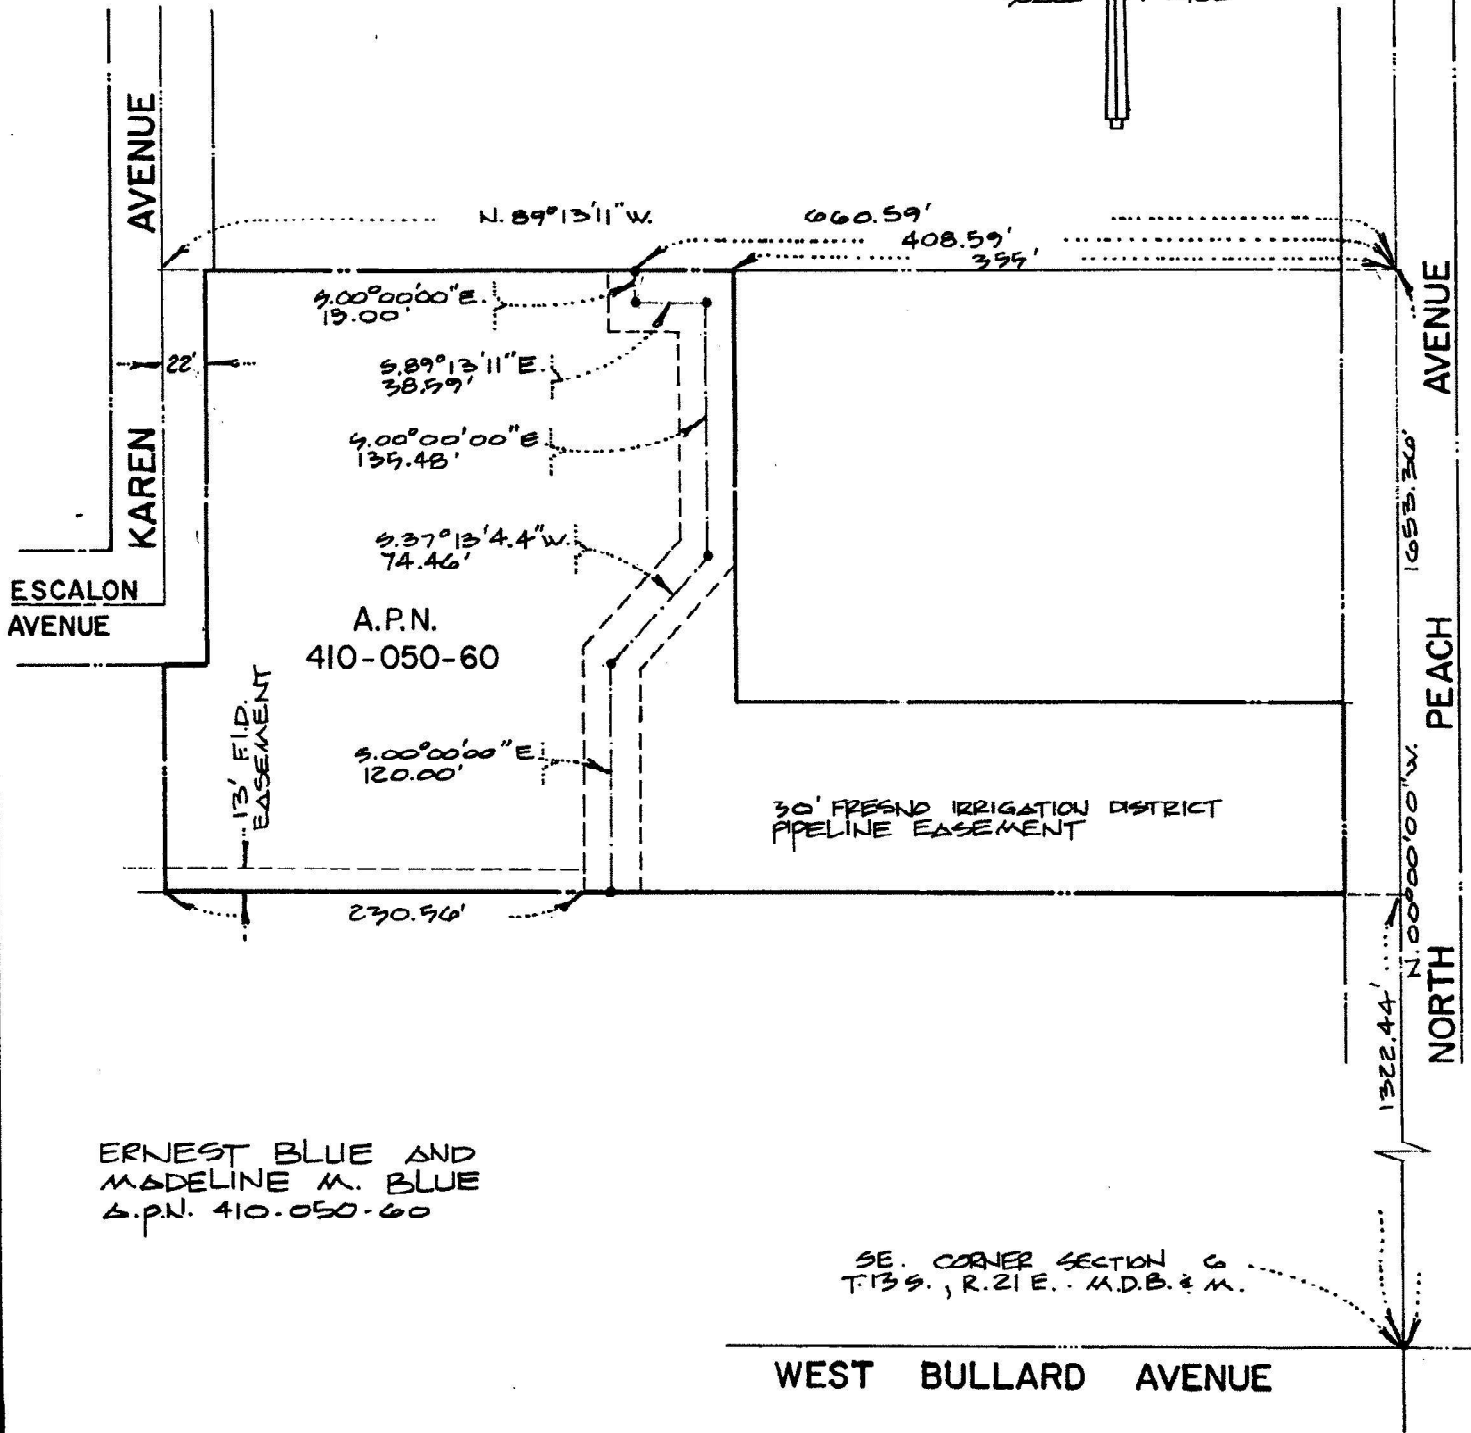 KAREN AVENUE
N. 89°13'11"W.
660.59'
408.59'
355'
S.00°00'00"E.
15.00'
22'
S.89°13'11"E.
38.59'
S.00°00'00"E
135.48'
S.37°13'4.4"W.
74.46'
ESCALON
AVENUE
A.P.N.
410-050-60
13' F.I.D.
EASEMENT
S.00°00'00"E
120.00'
30' FRESNO IRRIGATION DISTRICT
PIPELINE EASEMENT
230.56'
NORTH PEACH AVENUE
1653.36'
N.00°00'00"W.
1322.44'
ERNEST BLUE AND
MADELINE M. BLUE
A.P.N. 410-050-60
SE. CORNER SECTION 6
T.13 S., R.21 E. - M.D.B. & M.
WEST BULLARD AVENUE